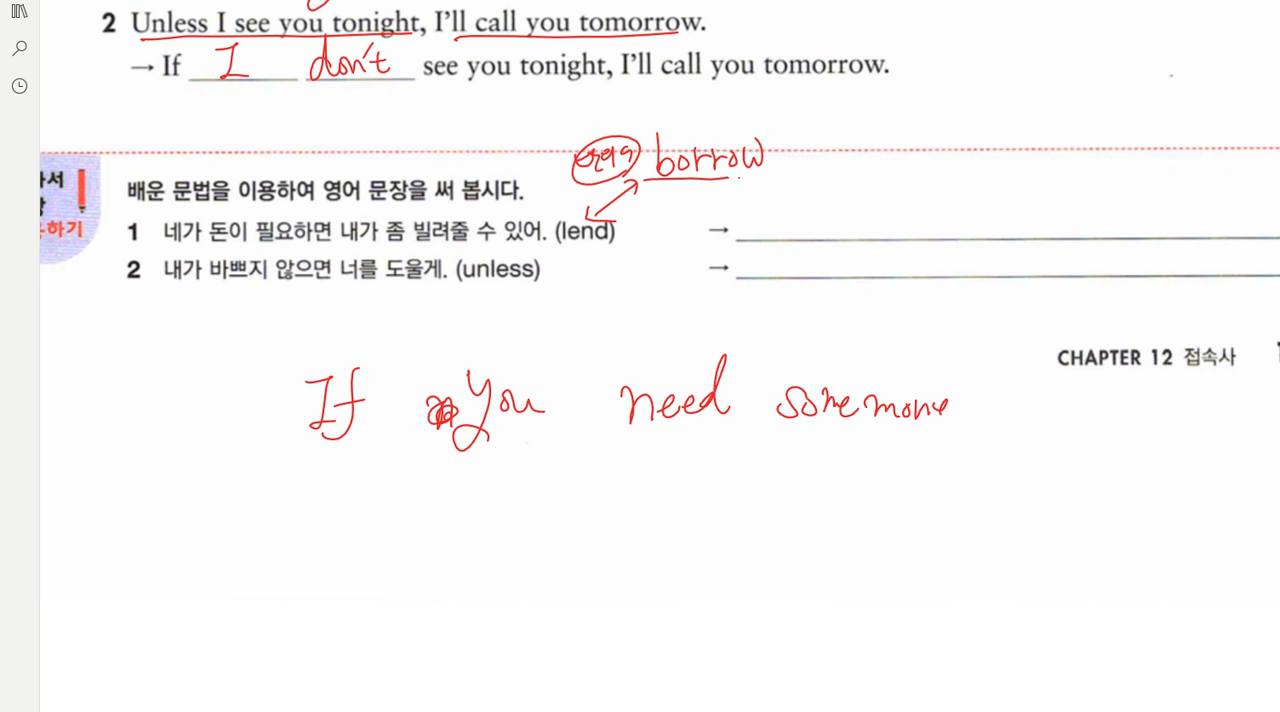 2 Unless I see you tonight, I'll call you tomorrow.
→ If I don't see you tonight, I'll call you tomorrow.
borrow
배운 문법을 이용하여 영어 문장을 써 봅시다.
하기
1 네가 돈이 필요하면 내가 좀 빌려줄 수 있어. (lend) →
2 내가 바쁘지 않으면 너를 도울게. (unless) →
CHAPTER 12 접속사
If You need some mone